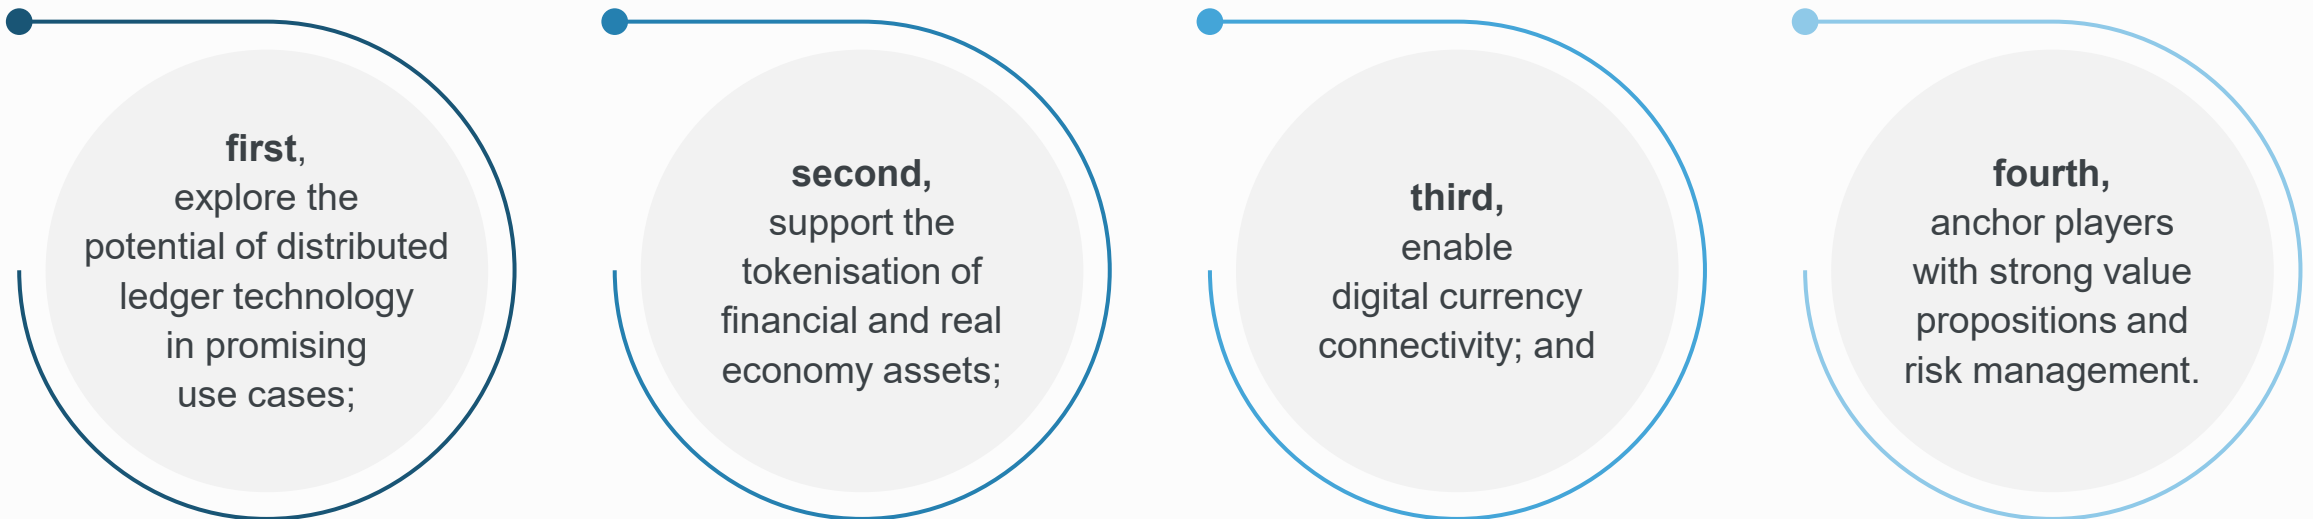 first,
explore the
potential of distributed
ledger technology
in promising
use cases;
second,
support the
tokenisation of
financial and real
economy assets;
third,
enable
digital currency
connectivity; and
fourth,
anchor players
with strong value
propositions and
risk management.